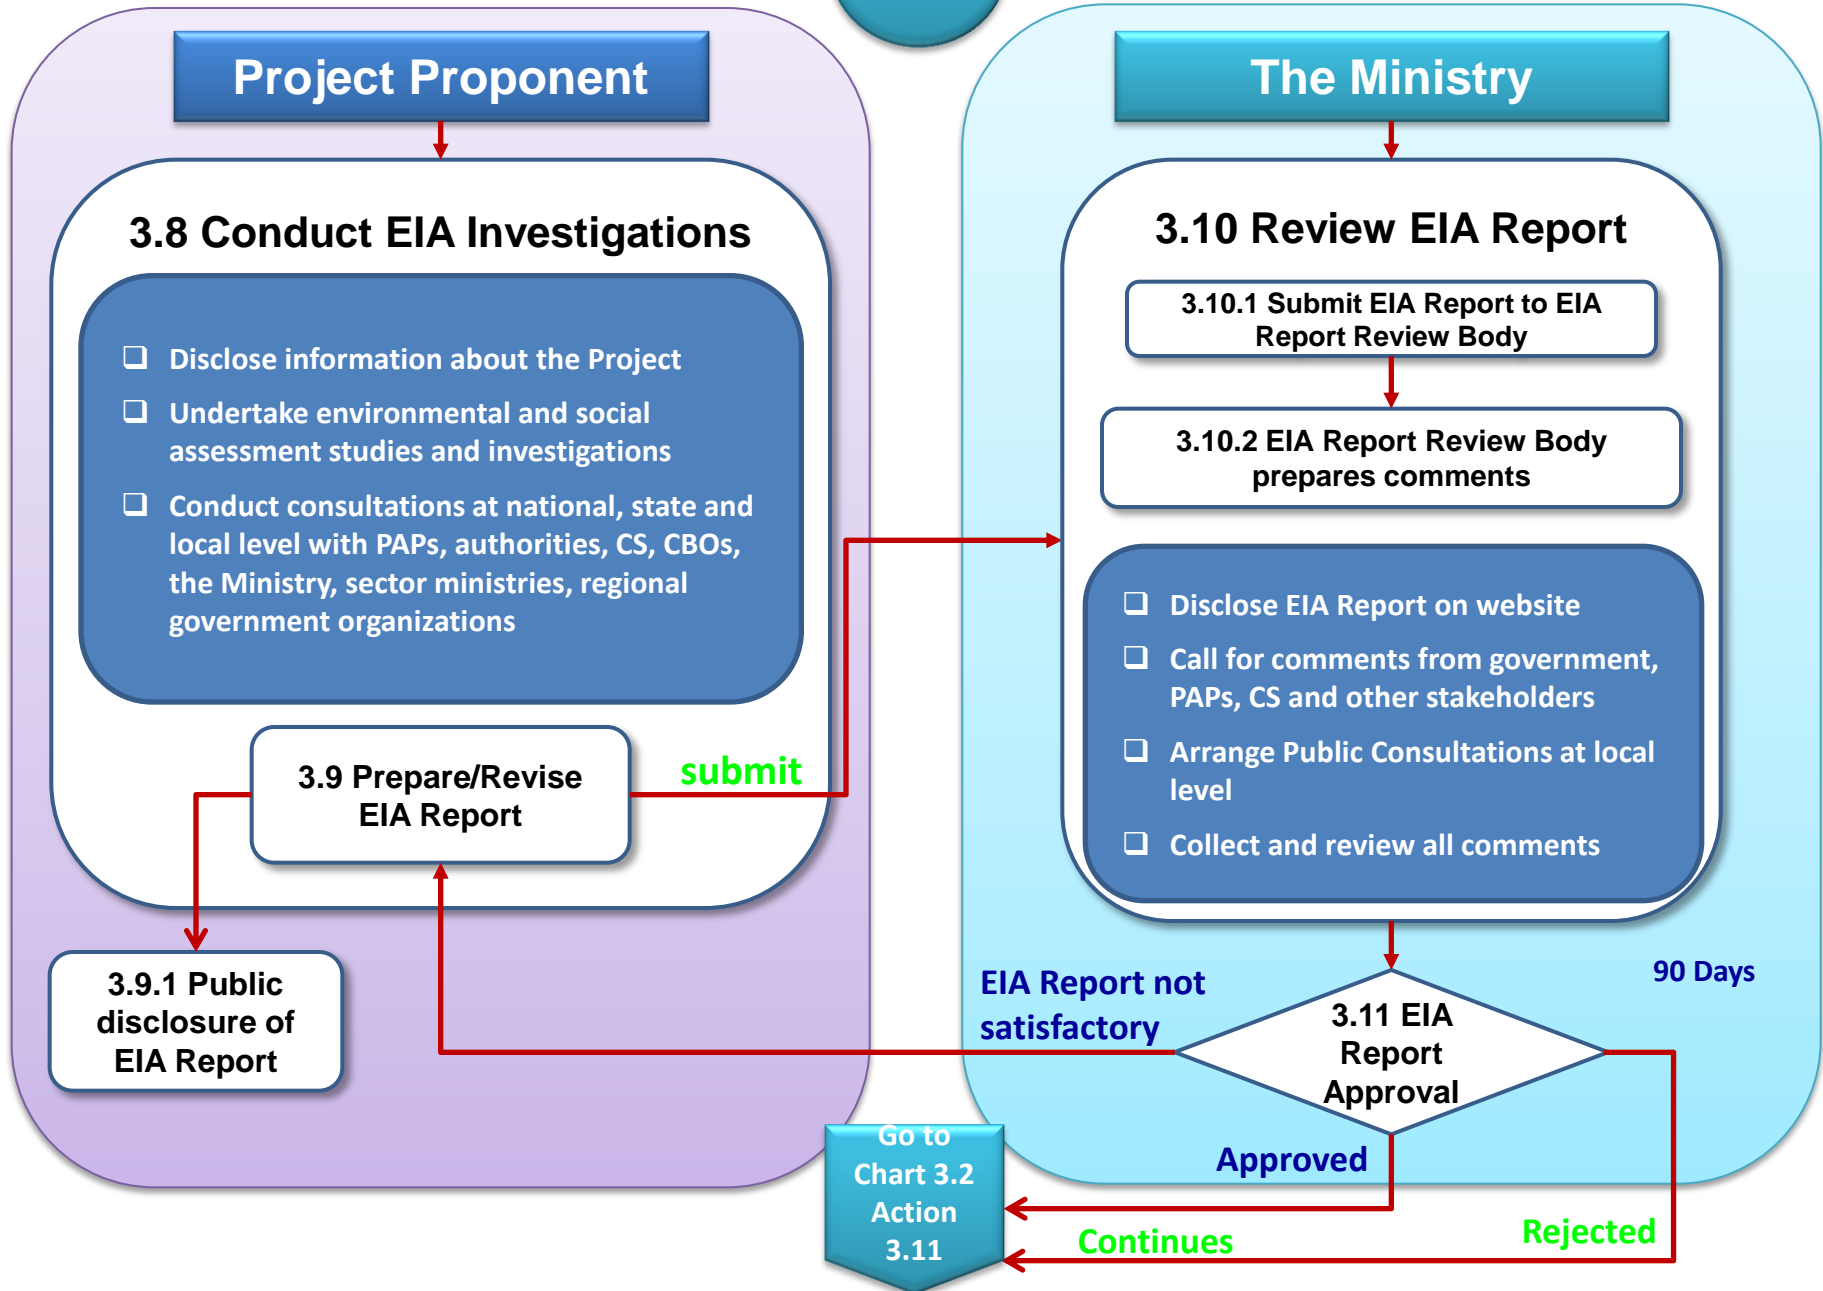 Project Proponent
3.8 Conduct EIA Investigations
❑ Disclose information about the Project
❑ Undertake environmental and social
assessment studies and investigations
❑ Conduct consultations at national, state and
local level with PAPs, authorities, CS, CBOs,
the Ministry, sector ministries, regional
government organizations
3.9 Prepare/Revise
EIA Report
submit
3.9.1 Public
disclosure of
EIA Report
The Ministry
3.10 Review EIA Report
3.10.1 Submit EIA Report to EIA
Report Review Body
3.10.2 EIA Report Review Body
prepares comments
❑ Disclose EIA Report on website
❑ Call for comments from government,
PAPs, CS and other stakeholders
❑ Arrange Public Consultations at local
level
❑ Collect and review all comments
EIA Report not
satisfactory
90 Days
3.11 EIA
Report
Approval
Approved
Go to
Chart 3.2
Action
3.11
Continues
Rejected